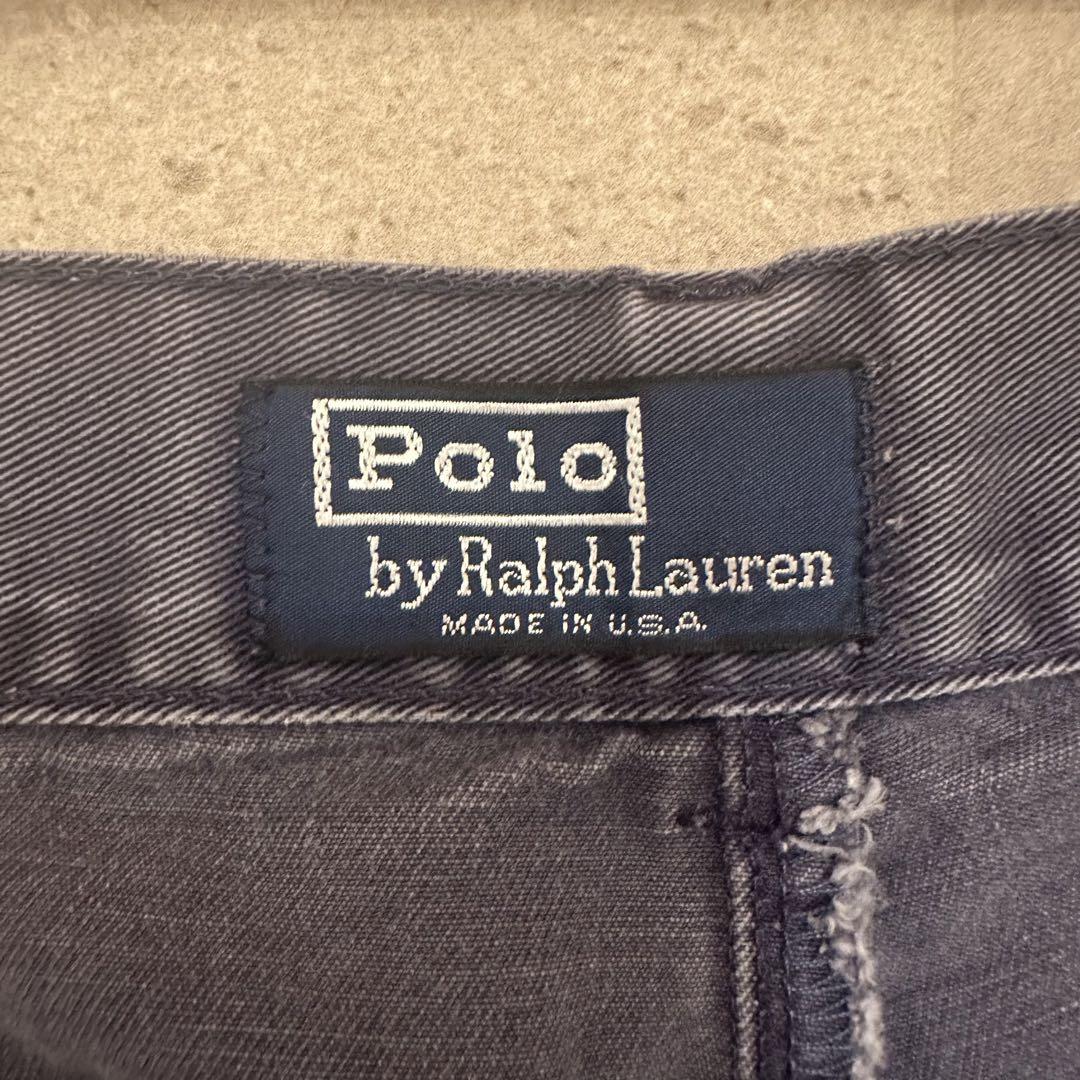 Polo
by Ralph Lauren
MADE IN U.S.A.